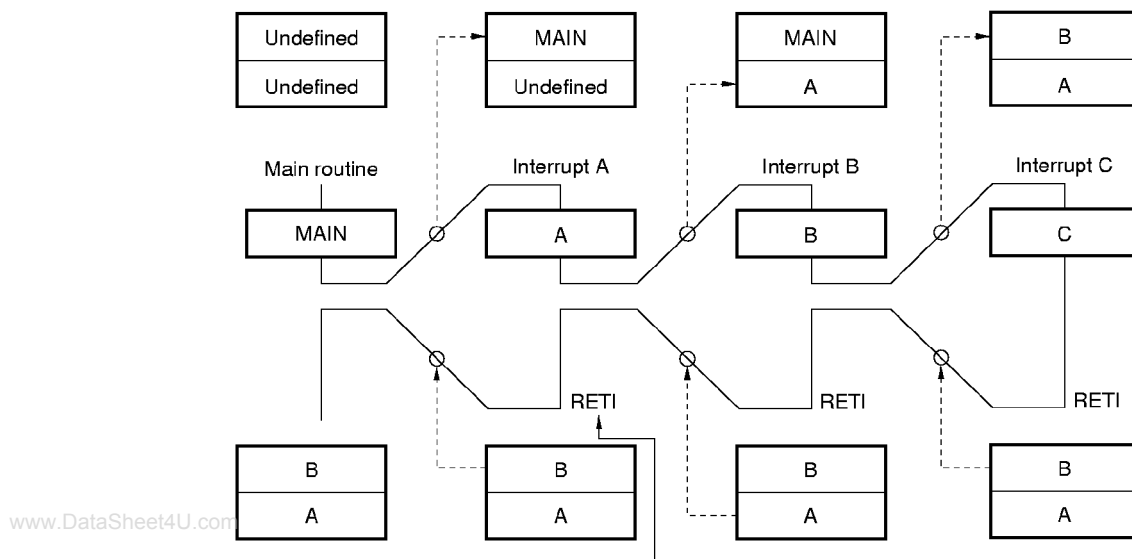 Undefined MAIN MAIN B
Undefined Undefined A A
Main routine Interrupt A Interrupt B Interrupt C
MAIN A B C
RETI RETI RETI
B B B B
A A A A
www.DataSheet4U.com